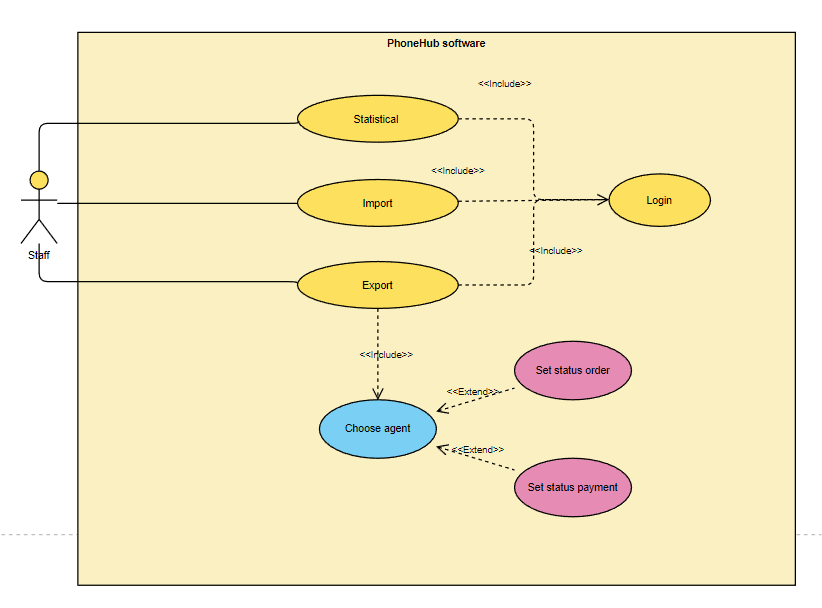 PhoneHub software
<<Include>>
Statistical
<<Include>>
Import
Login
Staff
<<Include>>
Export
<<Include>>
Set status order
<<Extend>>
Choose agent
<<Extend>>
Set status payment